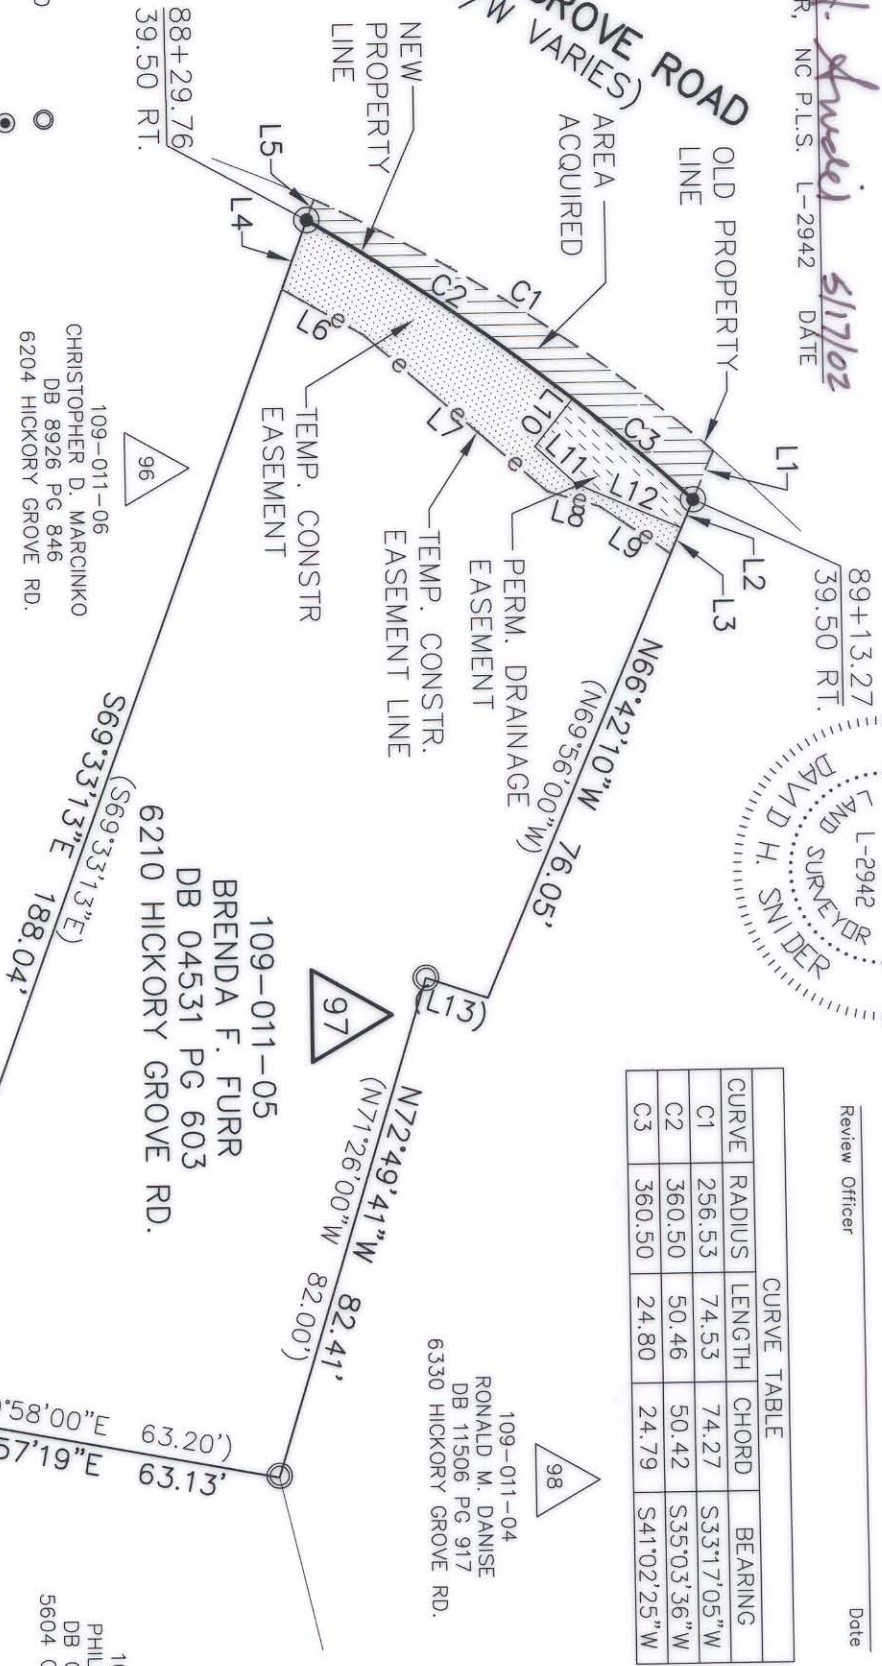 R, NC P.L.S. L-2942 DATE
5/17/02
GROVE ROAD
/W VARIES)
OLD PROPERTY
LINE
AREA
ACQUIRED
NEW
PROPERTY
LINE
88+29.76
39.50 RT.
89+13.27
39.50 RT.
L1
L2
L3
L4
L5
C1
C2
C3
L6
L7
L8
L9
L10
L11
L12
e
e
e
e
e
e
e
TEMP. CONSTR
EASEMENT
TEMP. CONSTR.
EASEMENT LINE
PERM. DRAINAGE
EASEMENT
96
109-011-06
CHRISTOPHER D. MARCINKO
DB 8926 PG 846
6204 HICKORY GROVE RD.
N66°42'10"W 76.05'
(N69°56'00"W)
L-2942
LAND SURVEYOR
DAVID H. SNIDER
(S69°33'13"E)
S69°33'13"E 188.04'
97
109-011-05
BRENDA F. FURR
DB 04531 PG 603
6210 HICKORY GROVE RD.
(L13)
N72°49'41"W 82.41'
(N71°26'00"W 82.00')
Review Officer Date
CURVE TABLE
CURVE RADIUS LENGTH CHORD BEARING
C1 256.53 74.53 74.27 S33°17'05"W
C2 360.50 50.46 50.42 S35°03'36"W
C3 360.50 24.80 24.79 S41°02'25"W
98
109-011-04
RONALD M. DANISE
DB 11506 PG 917
6330 HICKORY GROVE RD.
°58'00"E 63.20')
57'19"E 63.13'
PHIL
DB
5604